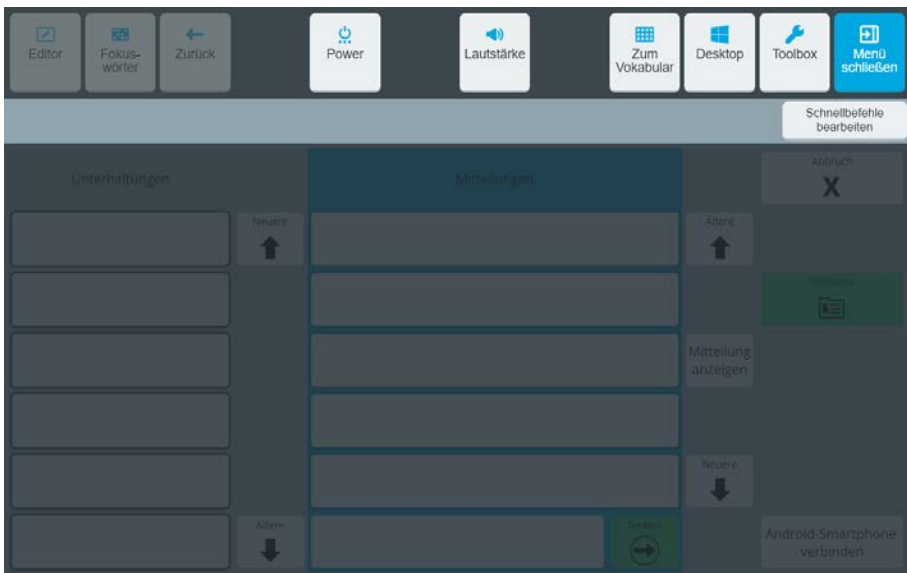 Editor
Fokus-
wörter
Zurück
Power
Lautstärke
Zum
Vokabular
Desktop
Toolbox
Menü
schließen
Schnellbefehle
bearbeiten
Unterhaltungen
Mitteilungen
Abbruch
X
Neuere
Ältere
Mitteilung
anzeigen
Neuere
Ältere
Senden
Android-Smartphone
verbinden